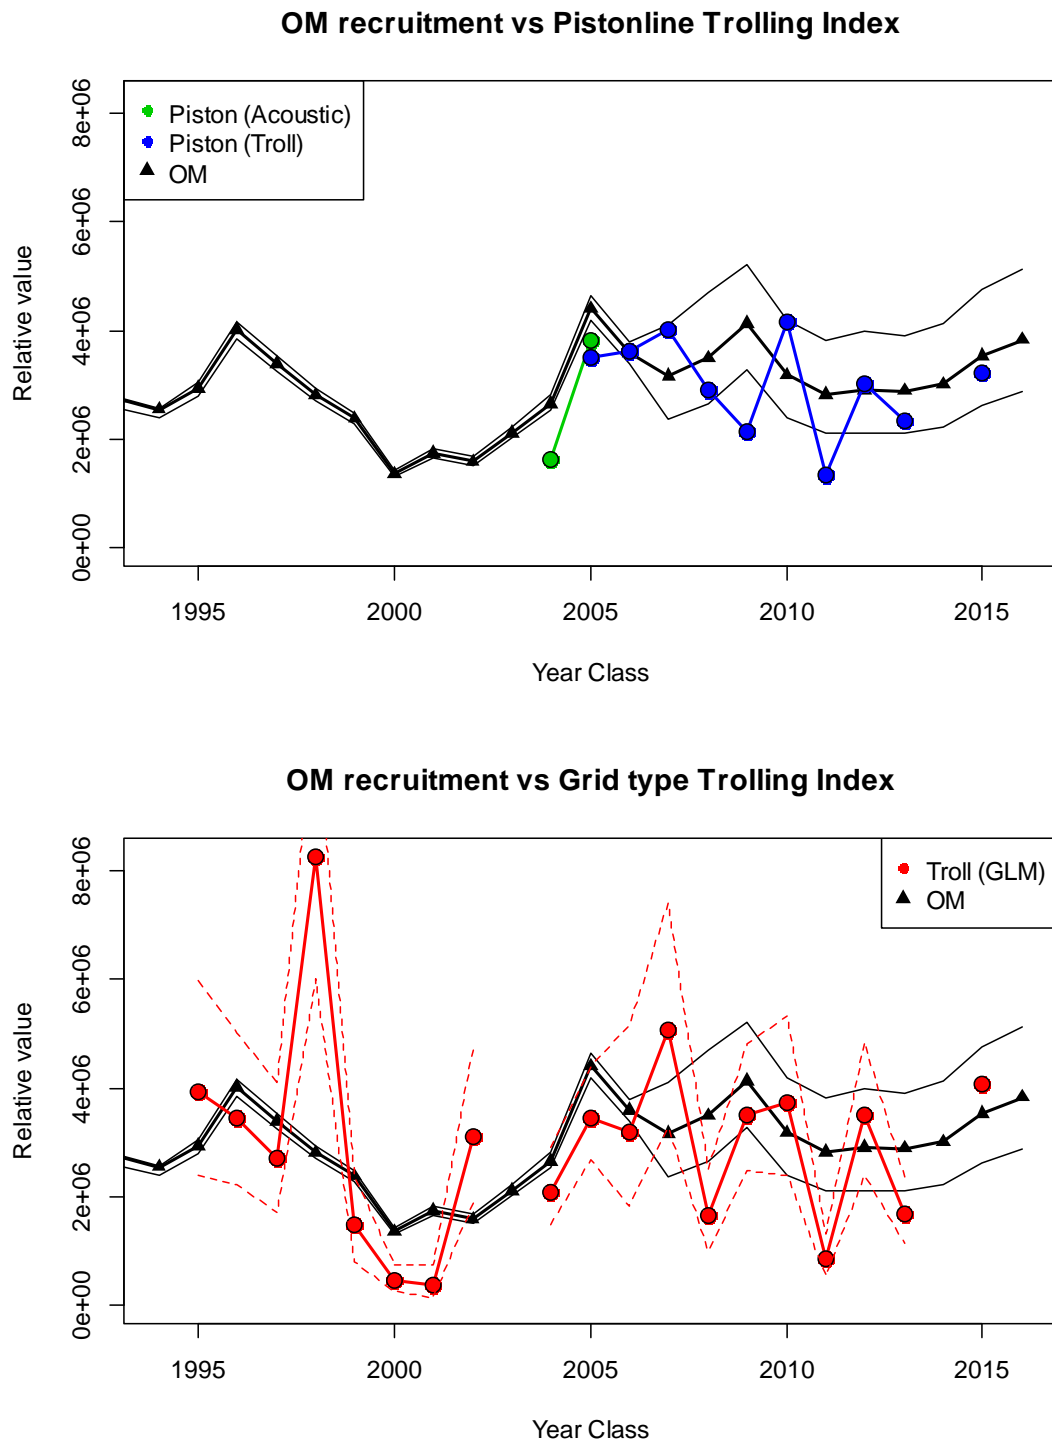 OM recruitment vs Pistonline Trolling Index
Relative value
8e+06
6e+06
4e+06
2e+06
0e+00
Piston (Acoustic)
Piston (Troll)
OM
1995 2000 2005 2010 2015
Year Class
OM recruitment vs Grid type Trolling Index
Relative value
8e+06
6e+06
4e+06
2e+06
0e+00
Troll (GLM)
OM
1995 2000 2005 2010 2015
Year Class